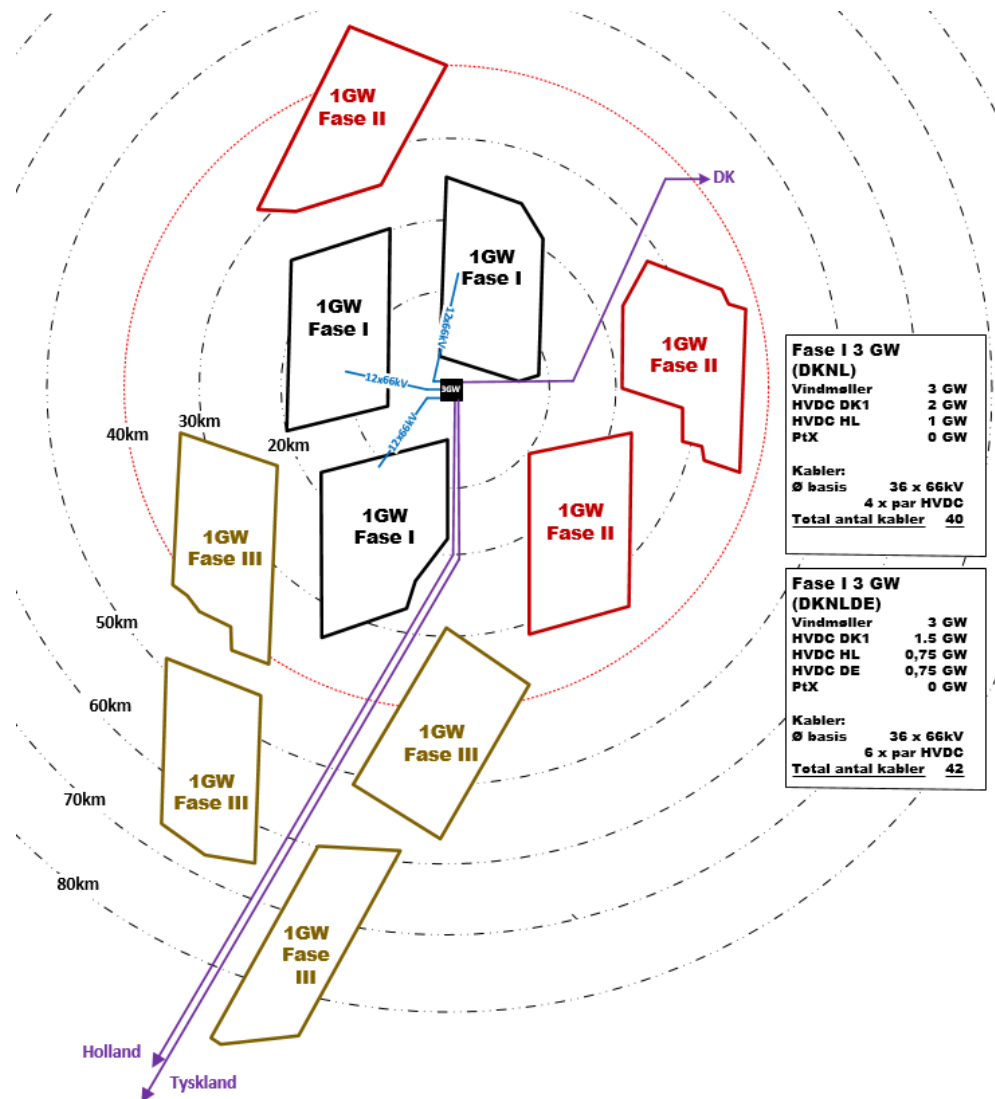 1GW
Fase II
DK
1GW
Fase I
1GW
Fase I
12x66kV
1GW
Fase II
12x66kV
3GW
12x66kV
20km
30km
40km
1GW
Fase III
1GW
Fase I
1GW
Fase II
50km
60km
1GW
Fase III
1GW
Fase III
70km
80km
1GW
Fase
III
Holland
Tyskland
Fase I 3 GW
(DKNL)
Vindmøller 3 GW
HVDC DK1 2 GW
HVDC HL 1 GW
PtX 0 GW
Kabler:
Ø basis 36 x 66kV
4 x par HVDC
Total antal kabler 40
Fase I 3 GW
(DKNLDE)
Vindmøller 3 GW
HVDC DK1 1.5 GW
HVDC HL 0,75 GW
HVDC DE 0,75 GW
PtX 0 GW
Kabler:
Ø basis 36 x 66kV
6 x par HVDC
Total antal kabler 42